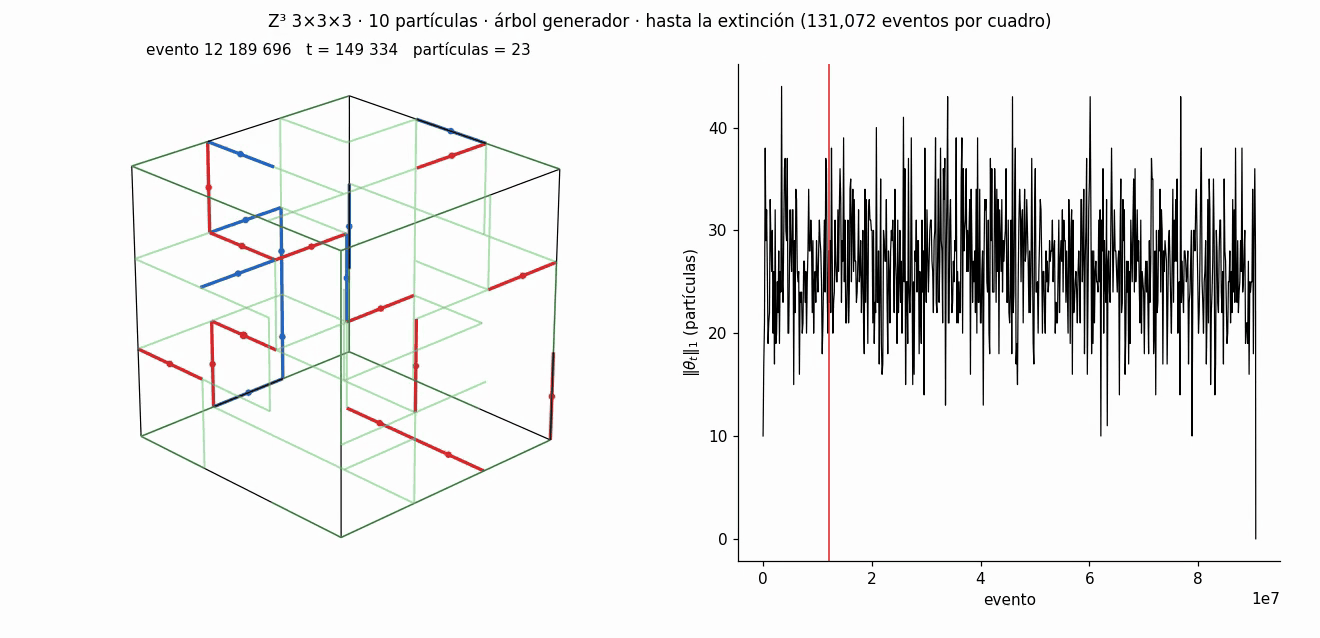 Z³ 3×3×3 · 10 partículas · árbol generador · hasta la extinción (131,072 eventos por cuadro)
evento 12 189 696   t = 149 334   partículas = 23
‖θₜ‖₁ (partículas)
40
30
20
10
0
0 2 4 6 8
1e7
evento